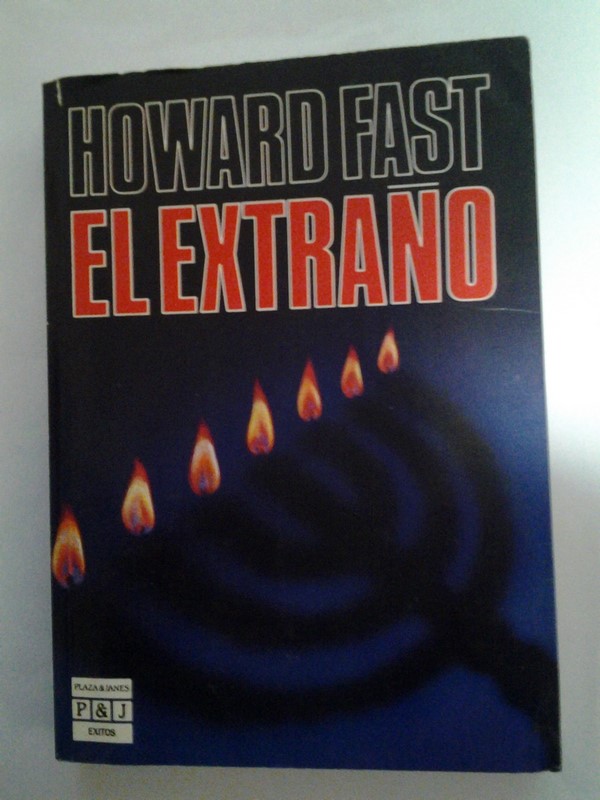 HOWARD FAST
EL EXTRAÑO
PLAZA & JANES
P & J
EXITOS